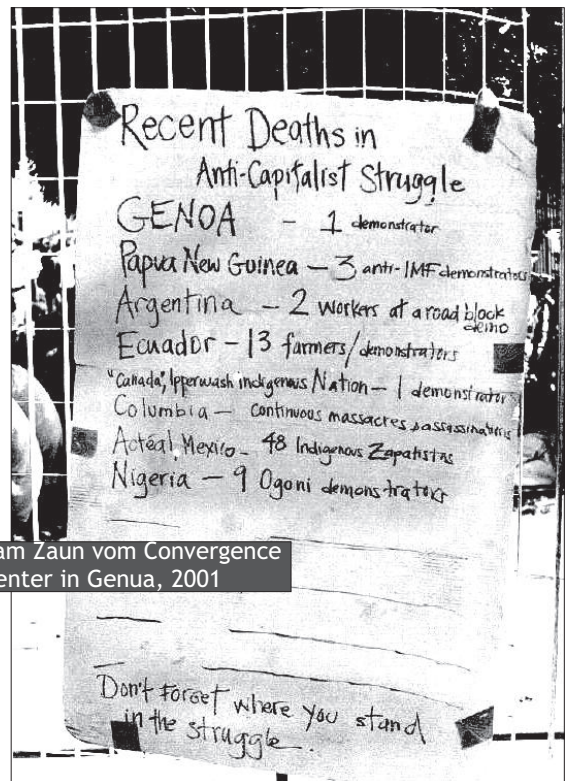 Recent Deaths in
Anti-Capitalist Struggle
GENOA - 1 demonstrator
Papua New Guinea - 3 anti-IMF demonstrators
Argentina - 2 workers at a road block
demo
Ecuador - 13 farmers/demonstrators
"Canada", Ipperwash indigenous Nation - 1 demonstrator
Columbia - continuous massacres & assassinations
Actéal, Mexico - 48 Indigenous Zapatistas
Nigeria - 9 Ogoni demonstrators
am Zaun vom Convergence
enter in Genua, 2001
Don't Forget where you stand
in the struggle.